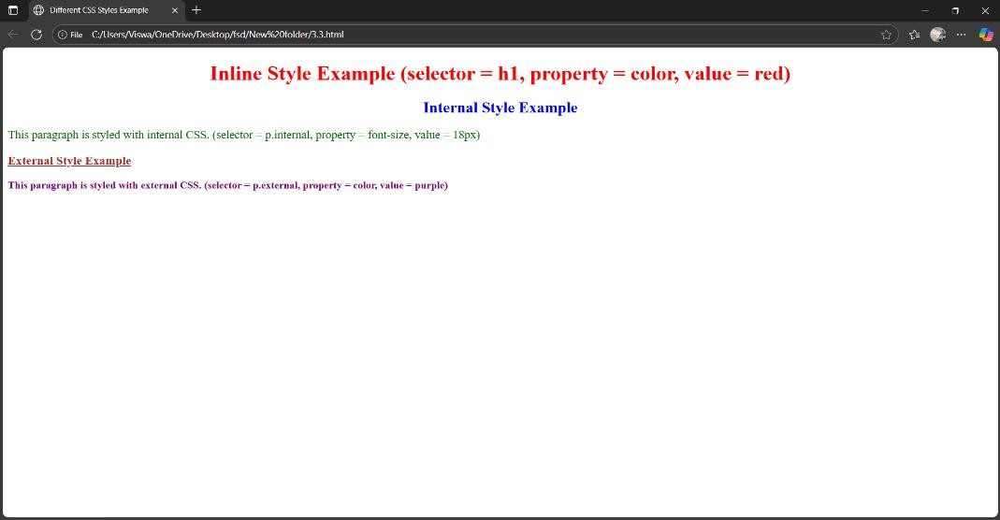 Different CSS Styles Example
File C:/Users/Viswa/OneDrive/Desktop/fsd/New%20folder/3.3.html
Inline Style Example (selector = h1, property = color, value = red)
Internal Style Example
This paragraph is styled with internal CSS. (selector = p.internal, property = font-size, value = 18px)
External Style Example
This paragraph is styled with external CSS. (selector = p.external, property = color, value = purple)